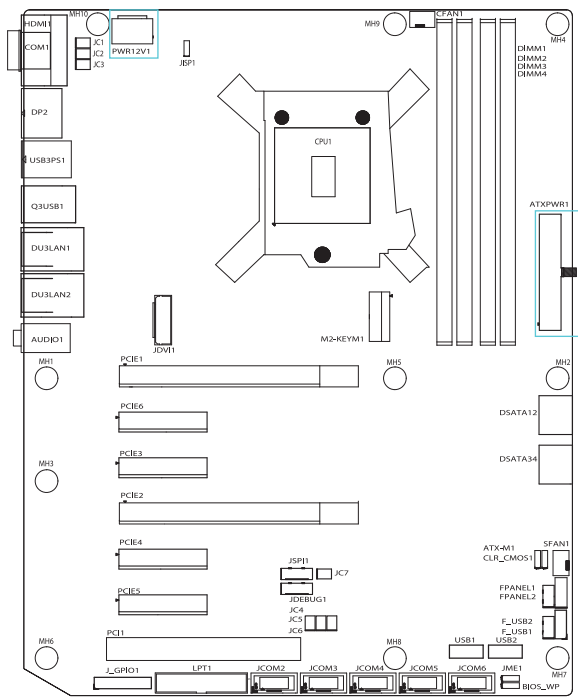 HDMI1
MH10
PWR12V1
MH9
CFAN1
MH4
COM1
JC1
JC2
JC3
JISP1
DIMM1
DIMM2
DIMM3
DIMM4
DP2
CPU1
USB3PS1
Q3USB1
ATXPWR1
DU3LAN1
DU3LAN2
AUDIO1
JDVI1
M2-KEYM1
PCIE1
MH1
MH5
MH2
PCIE6
DSATA12
PCIE3
DSATA34
MH3
PCIE2
PCIE4
ATX-M1
CLR_CMOS1
SFAN1
JSPI1
JC7
PCIE5
JDEBUG1
FPANEL1
FPANEL2
JC4
JC5
JC6
F_USB2
F_USB1
PCI1
USB1
USB2
MH6
MH8
MH7
J_GPIO1
LPT1
JCOM2
JCOM3
JCOM4
JCOM5
JCOM6
JME1
BIOS_WP